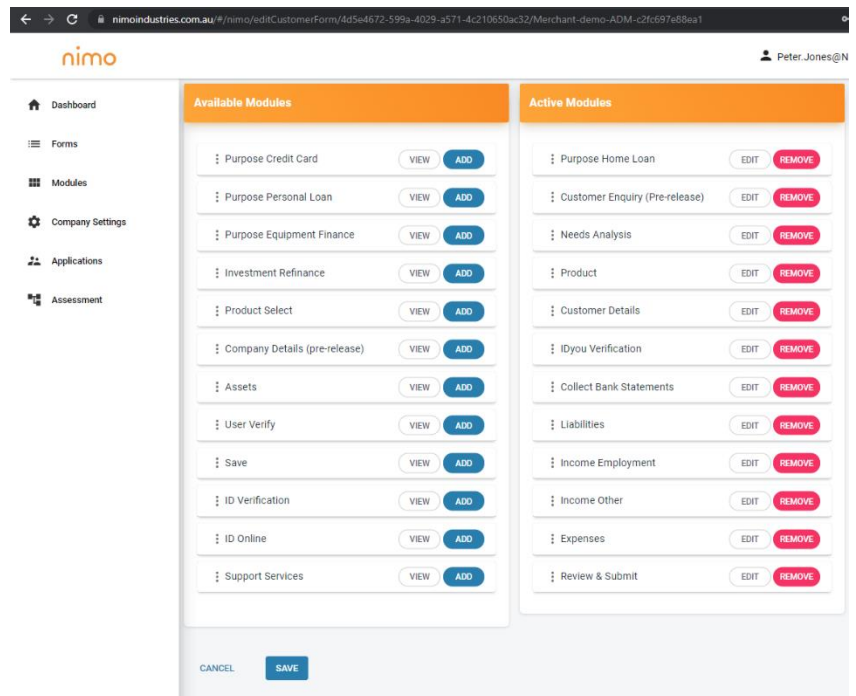 nimoindustries.com.au/#/nimo/editCustomerForm/4d5e4672-599a-4029-a571-4c210650ac32/Merchant-demo-ADM-c2fc697e88ea1
nimo
Peter.Jones@N
Dashboard
Forms
Modules
Company Settings
Applications
Assessment
Available Modules
Purpose Credit Card VIEW ADD
Purpose Personal Loan VIEW ADD
Purpose Equipment Finance VIEW ADD
Investment Refinance VIEW ADD
Product Select VIEW ADD
Company Details (pre-release) VIEW ADD
Assets VIEW ADD
User Verify VIEW ADD
Save VIEW ADD
ID Verification VIEW ADD
ID Online VIEW ADD
Support Services VIEW ADD
Active Modules
Purpose Home Loan EDIT REMOVE
Customer Enquiry (Pre-release) EDIT REMOVE
Needs Analysis EDIT REMOVE
Product EDIT REMOVE
Customer Details EDIT REMOVE
IDyou Verification EDIT REMOVE
Collect Bank Statements EDIT REMOVE
Liabilities EDIT REMOVE
Income Employment EDIT REMOVE
Income Other EDIT REMOVE
Expenses EDIT REMOVE
Review & Submit EDIT REMOVE
CANCEL SAVE